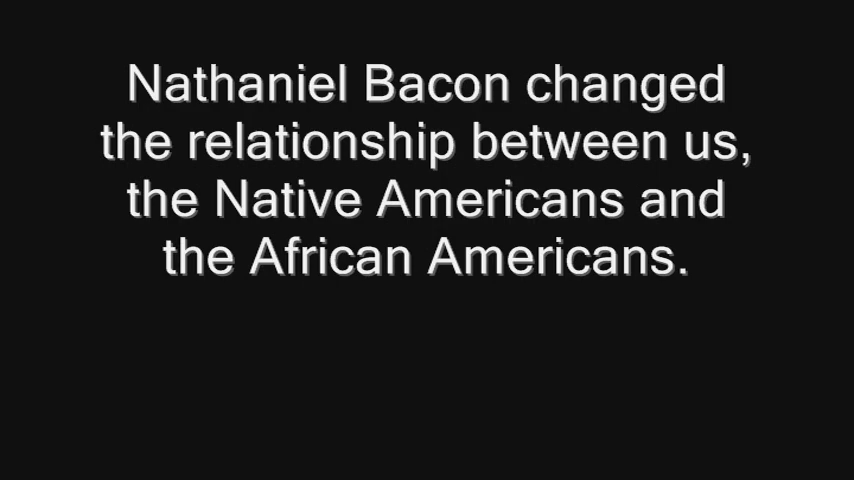 Nathaniel Bacon changed
the relationship between us,
the Native Americans and
the African Americans.